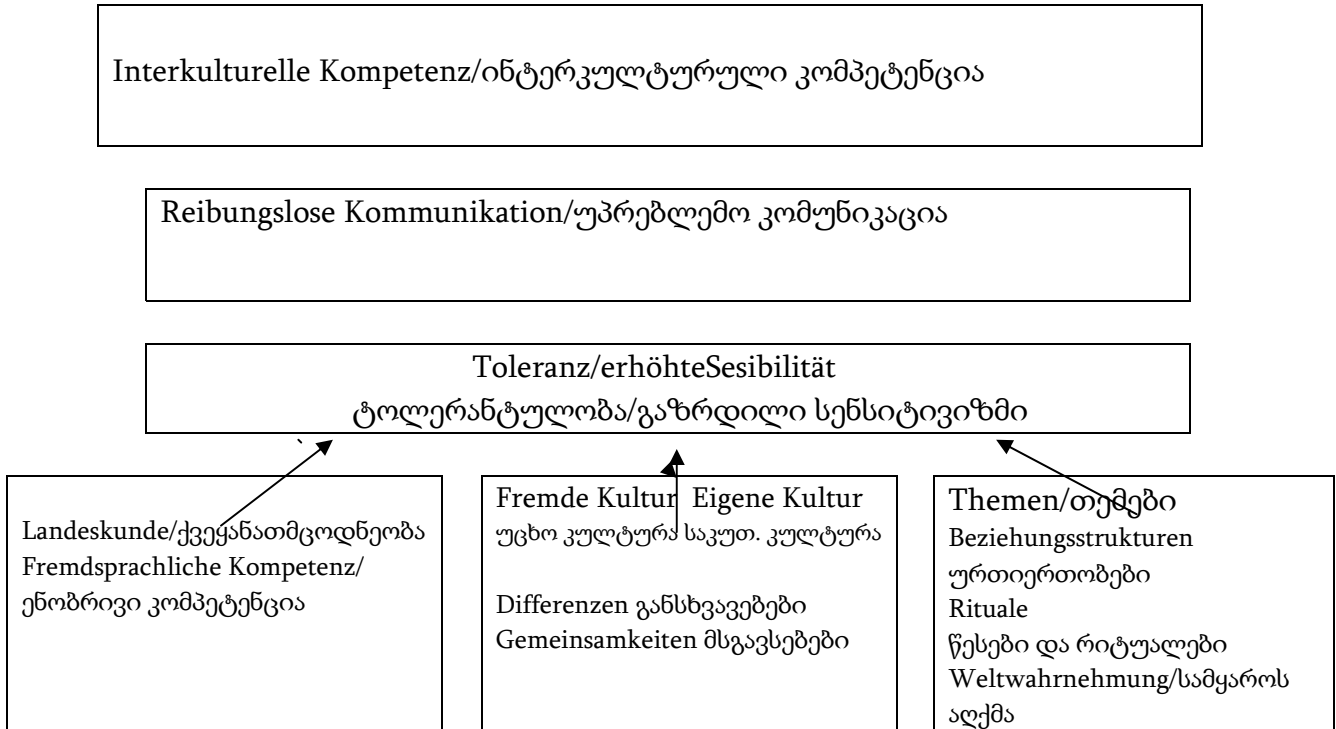 Interkulturelle Kompetenz/ინტერკულტურული კომპეტენცია
Reibungslose Kommunikation/უპრებლემო კომუნიკაცია
Toleranz/erhöhteSesibilität
ტოლერანტულობა/გაზრდილი სენსიტივიზმი
Landeskunde/ქვეყანათმცოდნეობა
Fremdsprachliche Kompetenz/
ენობრივი კომპეტენცია
Fremde Kultur Eigene Kultur
უცხო კულტურა საკუთ. კულტურა
Differenzen განსხვავებები
Gemeinsamkeiten მსგავსებები
Themen/თემები
Beziehungsstrukturen
ურთიერთობები
Rituale
წესები და რიტუალები
Weltwahrnehmung/სამყაროს
აღქმა